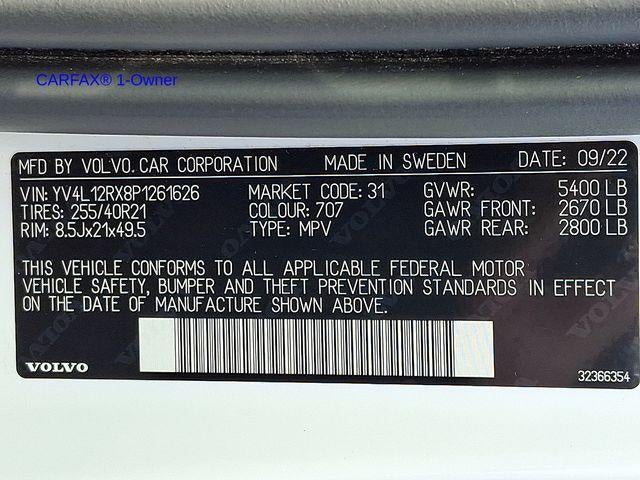 CARFAX® 1-Owner
MFD BY VOLVO CAR CORPORATION MADE IN SWEDEN DATE: 09/22
VIN: YV4L12RX8P1261626 MARKET CODE: 31 GVWR: 5400 LB
TIRES: 255/40R21 COLOUR: 707 GAWR FRONT: 2670 LB
RIM: 8.5Jx21x49.5 TYPE: MPV GAWR REAR: 2800 LB
THIS VEHICLE CONFORMS TO ALL APPLICABLE FEDERAL MOTOR
VEHICLE SAFETY, BUMPER AND THEFT PREVENTION STANDARDS IN EFFECT
ON THE DATE OF MANUFACTURE SHOWN ABOVE.
VOLVO 32366354